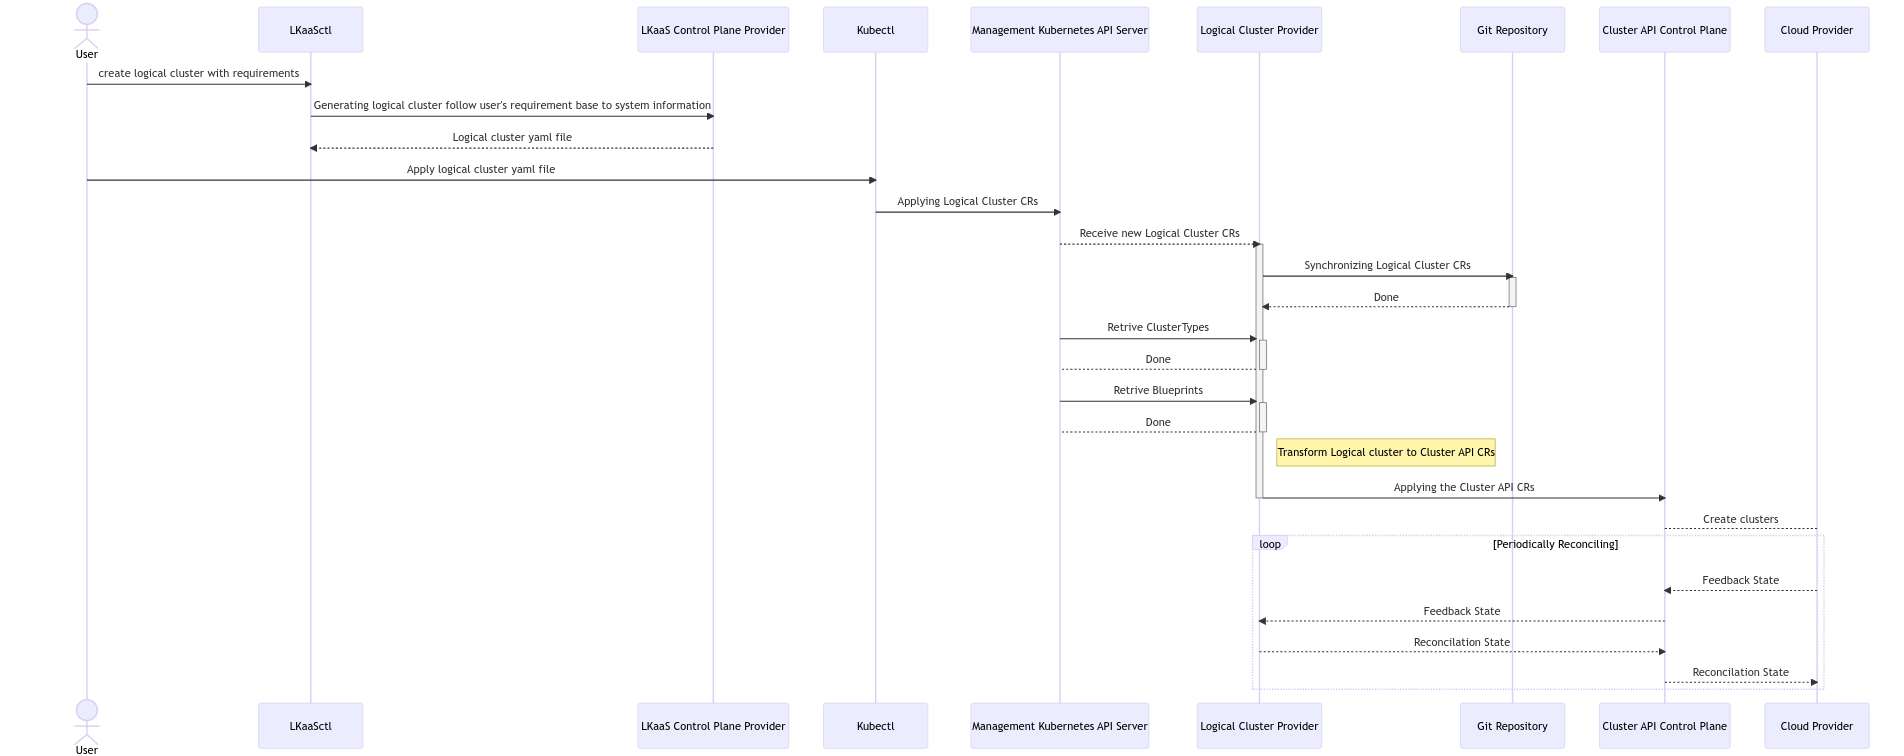 User
LKaaSctl
LKaaS Control Plane Provider
Kubectl
Management Kubernetes API Server
Logical Cluster Provider
Git Repository
Cluster API Control Plane
Cloud Provider
create logical cluster with requirements
Generating logical cluster follow user's requirement base to system information
Logical cluster yaml file
Apply logical cluster yaml file
Applying Logical Cluster CRs
Receive new Logical Cluster CRs
Synchronizing Logical Cluster CRs
Done
Retrive ClusterTypes
Done
Retrive Blueprints
Done
Transform Logical cluster to Cluster API CRs
Applying the Cluster API CRs
Create clusters
loop
[Periodically Reconciling]
Feedback State
Feedback State
Reconcilation State
Reconcilation State
User
LKaaSctl
LKaaS Control Plane Provider
Kubectl
Management Kubernetes API Server
Logical Cluster Provider
Git Repository
Cluster API Control Plane
Cloud Provider